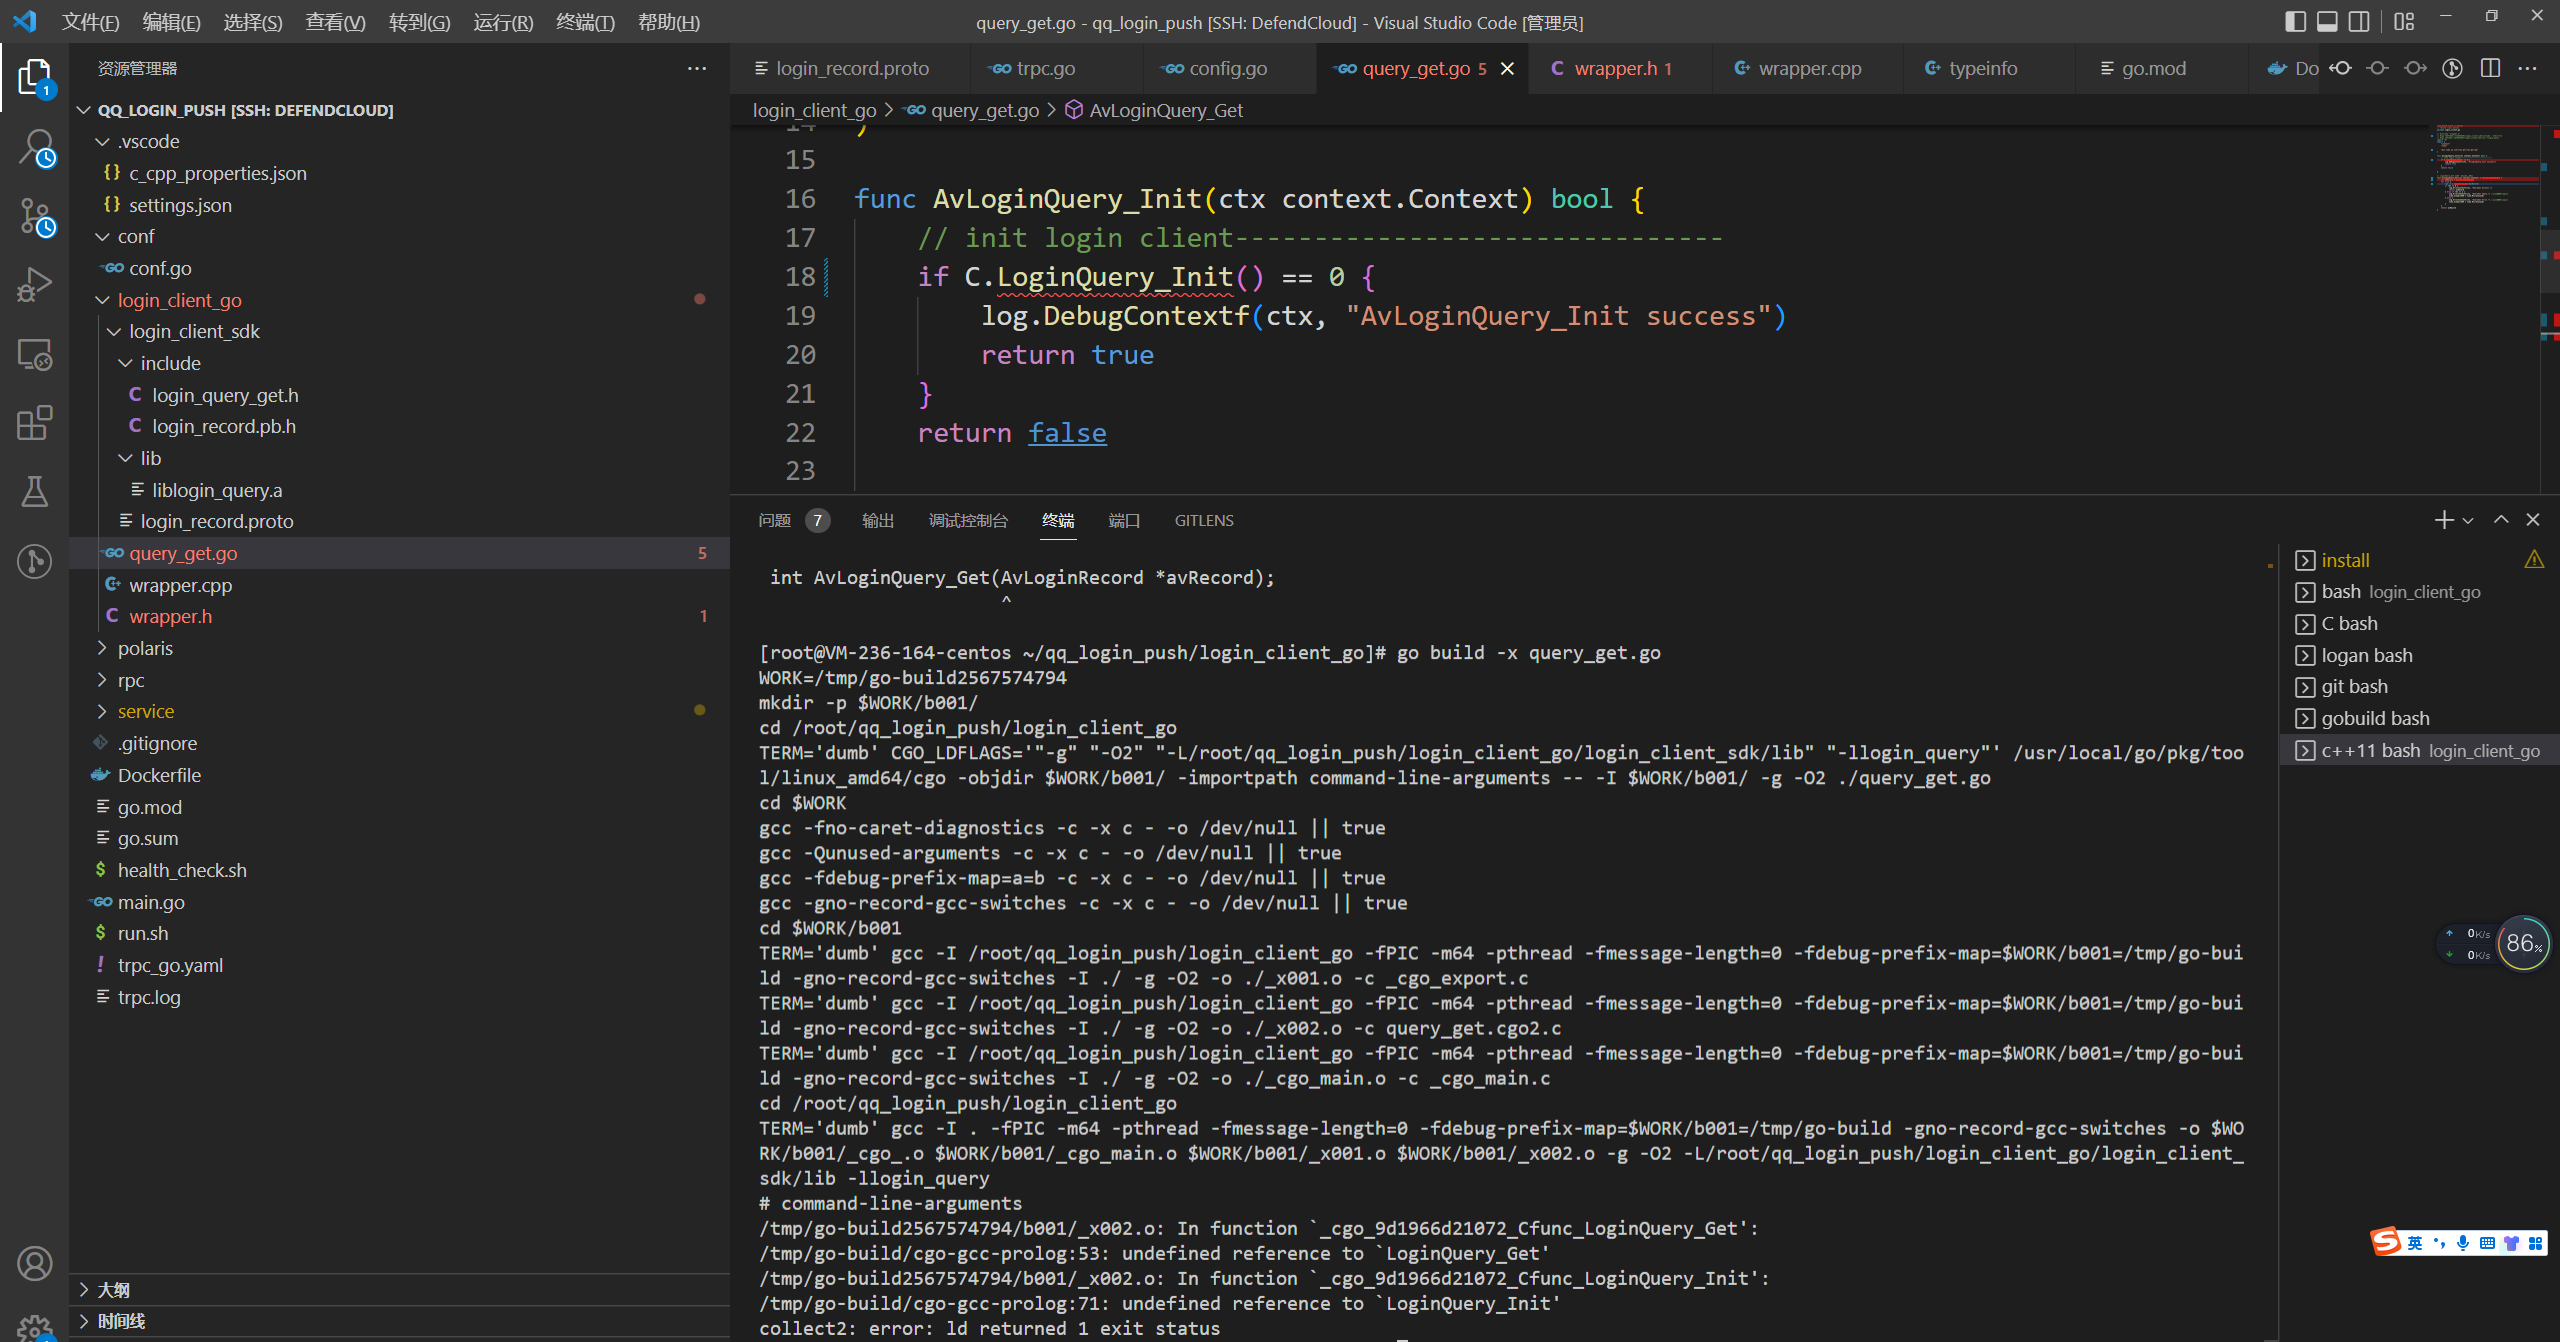 文件(F) 编辑(E) 选择(S) 查看(V) 转到(G) 运行(R) 终端(T) 帮助(H)
query_get.go - qq_login_push [SSH: DefendCloud] - Visual Studio Code [管理员]
资源管理器
QQ_LOGIN_PUSH [SSH: DEFENDCLOUD]
.vscode
c_cpp_properties.json
settings.json
conf
conf.go
login_client_go
login_client_sdk
include
login_query_get.h
login_record.pb.h
lib
liblogin_query.a
login_record.proto
query_get.go 5
wrapper.cpp
wrapper.h 1
polaris
rpc
service
.gitignore
Dockerfile
go.mod
go.sum
health_check.sh
main.go
run.sh
trpc_go.yaml
trpc.log
大纲
时间线
1
login_record.proto trpc.go config.go query_get.go 5 wrapper.h 1 wrapper.cpp typeinfo go.mod Do
login_client_go > query_get.go > AvLoginQuery_Get
14 )
15
16 func AvLoginQuery_Init(ctx context.Context) bool {
17 // init login client-------------------------------
18 if C.LoginQuery_Init() == 0 {
19 log.DebugContextf(ctx, "AvLoginQuery_Init success")
20 return true
21 }
22 return false
23
问题 7 输出 调试控制台 终端 端口 GITLENS
int AvLoginQuery_Get(AvLoginRecord *avRecord);
^
[root@VM-236-164-centos ~/qq_login_push/login_client_go]# go build -x query_get.go
WORK=/tmp/go-build2567574794
mkdir -p $WORK/b001/
cd /root/qq_login_push/login_client_go
TERM='dumb' CGO_LDFLAGS='"-g" "-O2" "-L/root/qq_login_push/login_client_go/login_client_sdk/lib" "-llogin_query"' /usr/local/go/pkg/too
l/linux_amd64/cgo -objdir $WORK/b001/ -importpath command-line-arguments -- -I $WORK/b001/ -g -O2 ./query_get.go
cd $WORK
gcc -fno-caret-diagnostics -c -x c - -o /dev/null || true
gcc -Qunused-arguments -c -x c - -o /dev/null || true
gcc -fdebug-prefix-map=a=b -c -x c - -o /dev/null || true
gcc -gno-record-gcc-switches -c -x c - -o /dev/null || true
cd $WORK/b001
TERM='dumb' gcc -I /root/qq_login_push/login_client_go -fPIC -m64 -pthread -fmessage-length=0 -fdebug-prefix-map=$WORK/b001=/tmp/go-bui
ld -gno-record-gcc-switches -I ./ -g -O2 -o ./_x001.o -c _cgo_export.c
TERM='dumb' gcc -I /root/qq_login_push/login_client_go -fPIC -m64 -pthread -fmessage-length=0 -fdebug-prefix-map=$WORK/b001=/tmp/go-bui
ld -gno-record-gcc-switches -I ./ -g -O2 -o ./_x002.o -c query_get.cgo2.c
TERM='dumb' gcc -I /root/qq_login_push/login_client_go -fPIC -m64 -pthread -fmessage-length=0 -fdebug-prefix-map=$WORK/b001=/tmp/go-bui
ld -gno-record-gcc-switches -I ./ -g -O2 -o ./_cgo_main.o -c _cgo_main.c
cd /root/qq_login_push/login_client_go
TERM='dumb' gcc -I . -fPIC -m64 -pthread -fmessage-length=0 -fdebug-prefix-map=$WORK/b001=/tmp/go-build -gno-record-gcc-switches -o $WO
RK/b001/_cgo_.o $WORK/b001/_cgo_main.o $WORK/b001/_x001.o $WORK/b001/_x002.o -g -O2 -L/root/qq_login_push/login_client_go/login_client_
sdk/lib -llogin_query
# command-line-arguments
/tmp/go-build2567574794/b001/_x002.o: In function `_cgo_9d1966d21072_Cfunc_LoginQuery_Get':
/tmp/go-build/cgo-gcc-prolog:53: undefined reference to `LoginQuery_Get'
/tmp/go-build2567574794/b001/_x002.o: In function `_cgo_9d1966d21072_Cfunc_LoginQuery_Init':
/tmp/go-build/cgo-gcc-prolog:71: undefined reference to `LoginQuery_Init'
collect2: error: ld returned 1 exit status
install
bash login_client_go
C bash
logan bash
git bash
gobuild bash
c++11 bash login_client_go
0K/s
0K/s
86%
英